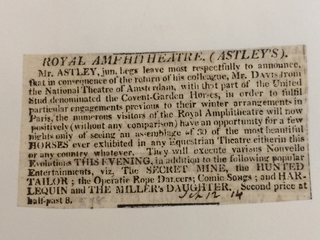 ROYAL AMPHITHEATRE, (ASTLEY'S).
Mr. ASTLEY, jun. begs leave most respectfully to announce,
that in consequence of the return of his colleague, Mr. DAVIS from
the National Theatre of Amsterdam, with that part of the United
Stud denominated the Covent-Garden Horses, in order to fulfil
particular engagements previous to their winter arrangements in
Paris, the numerous visitors of the Royal Amphitheatre will now
positively (without any comparison) have an opportunity for a few
nights only of seeing an assemblage of 30 of the most beautiful
HORSES ever exhibited in any Equestrian Theatre either in this
or any country whatever. They will execute various Nouvelle
Evolutions THIS EVENING, in addition to the following popular
Entertainments, viz. The SECRET MINE, the HUNTED
TAILOR; the Operatic Rope Dancers; Comic Songs; and HAR-
LEQUIN and THE MILLER's DAUGHTER. Second price at
half-past 8. 12 14